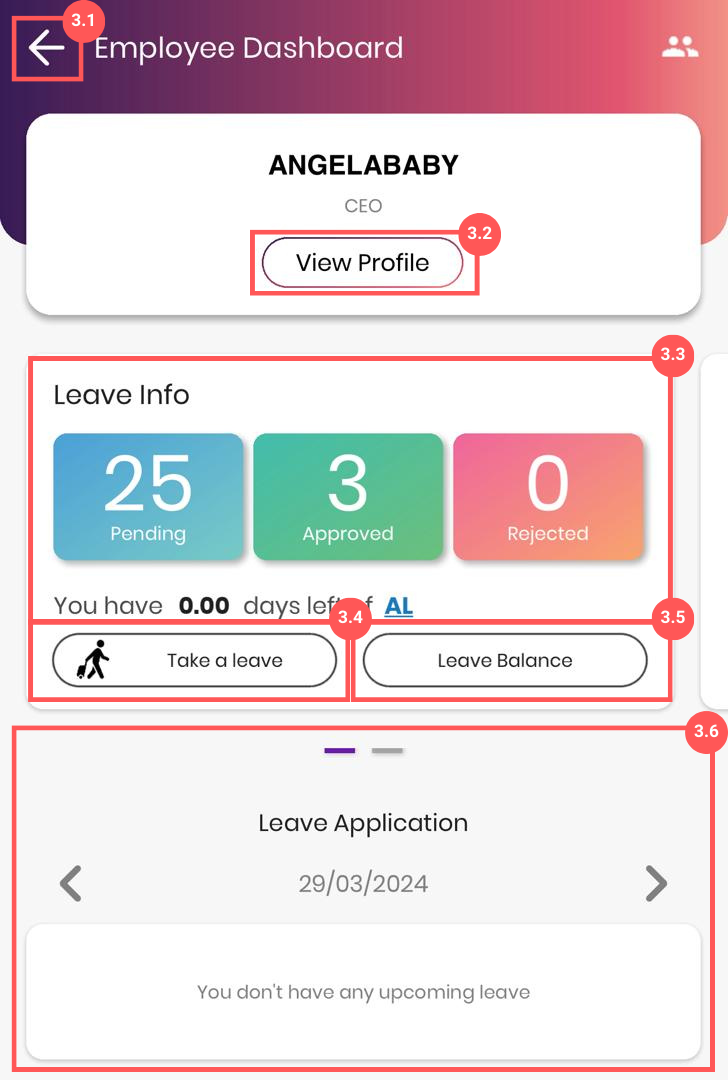 3.1
Employee Dashboard
ANGELABABY
CEO
3.2
View Profile
3.3
Leave Info
25 3 0
Pending Approved Rejected
You have 0.00 days left of AL
3.4 3.5
Take a leave Leave Balance
3.6
Leave Application
29/03/2024
You don't have any upcoming leave